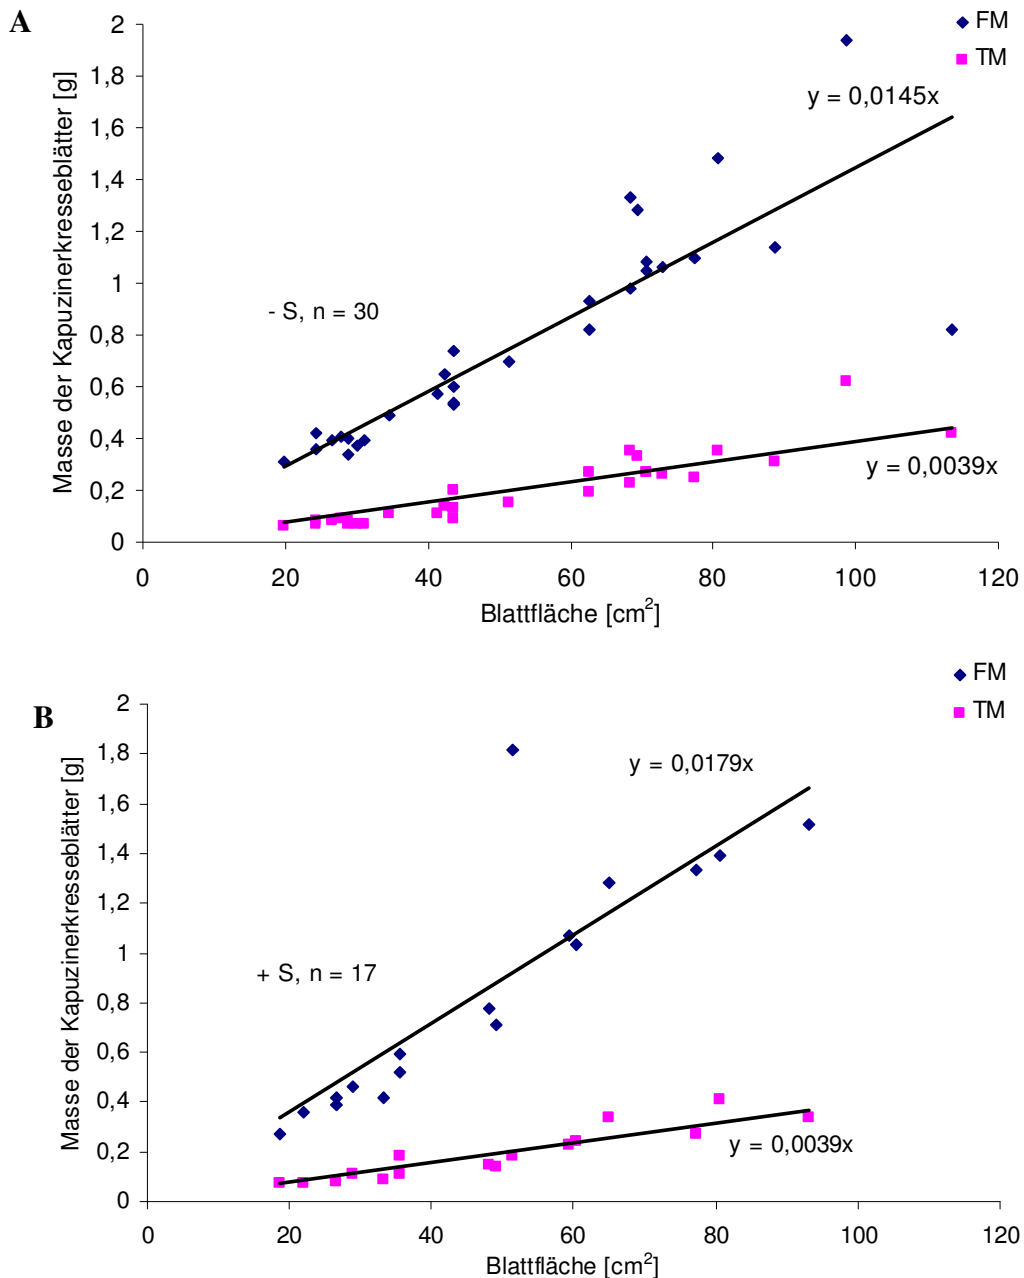 A
Masse der Kapuzinerkresseblätter [g]
2
1,8
1,6
1,4
1,2
1
0,8
0,6
0,4
0,2
0
FM
TM
y = 0,0145x
- S, n = 30
y = 0,0039x
0 20 40 60 80 100 120
Blattfläche [cm²]
B
Masse der Kapuzinerkresseblätter [g]
2
1,8
1,6
1,4
1,2
1
0,8
0,6
0,4
0,2
0
FM
TM
y = 0,0179x
+ S, n = 17
y = 0,0039x
0 20 40 60 80 100 120
Blattfläche [cm²]